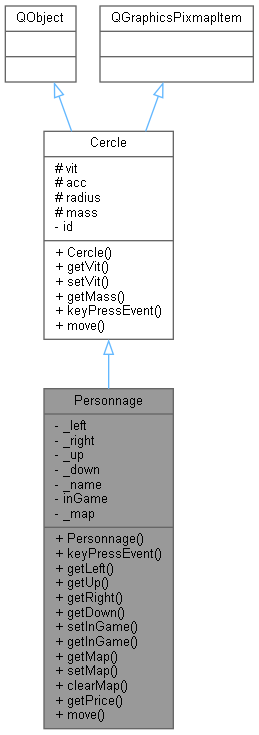 QObject
QGraphicsPixmapItem
Cercle
# vit
# acc
# radius
# mass
- id
+ Cercle()
+ getVit()
+ setVit()
+ getMass()
+ keyPressEvent()
+ move()
Personnage
- _left
- _right
- _up
- _down
- _name
- inGame
- _map
+ Personnage()
+ keyPressEvent()
+ getLeft()
+ getUp()
+ getRight()
+ getDown()
+ setInGame()
+ getInGame()
+ getMap()
+ setMap()
+ clearMap()
+ getPrice()
+ move()